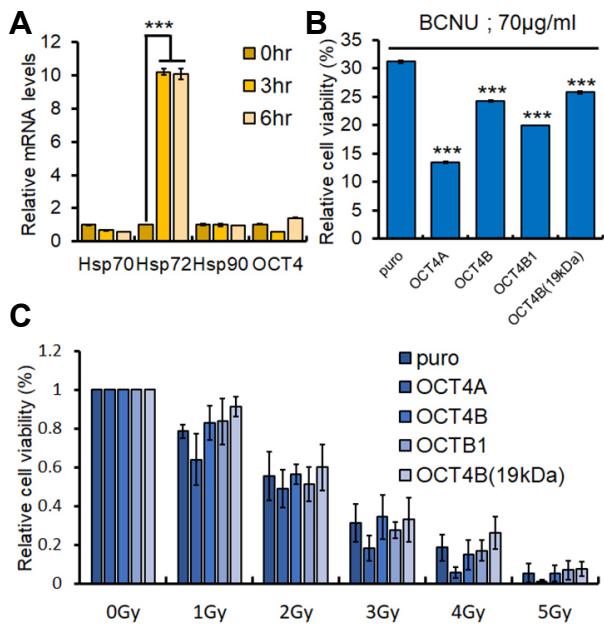 A
***
Relative mRNA levels
12
10
8
6
4
2
0
0hr
3hr
6hr
Hsp70 Hsp72 Hsp90 OCT4
B
BCNU ; 70µg/ml
Relative cell viability (%)
35
30
25
20
15
10
5
0
***
***
***
***
puro
OCT4A
OCT4B
OCT4B1
OCT4B(19kDa)
C
Relative cell viability (%)
1.2
1
0.8
0.6
0.4
0.2
0
puro
OCT4A
OCT4B
OCTB1
OCT4B(19kDa)
0Gy 1Gy 2Gy 3Gy 4Gy 5Gy